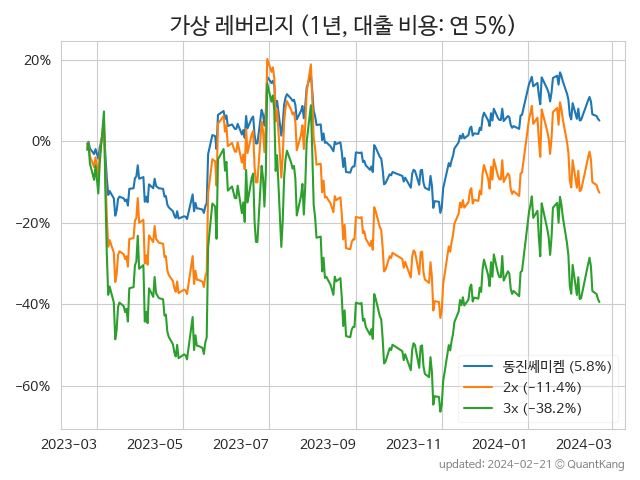 가상 레버리지 (1년, 대출 비용: 연 5%)
20%
0%
−20%
−40%
−60%
동진쎄미켐 (5.8%)
2x (−11.4%)
3x (−38.2%)
2023−03 2023−05 2023−07 2023−09 2023−11 2024−01 2024−03
updated: 2024−02−21 © QuantKang